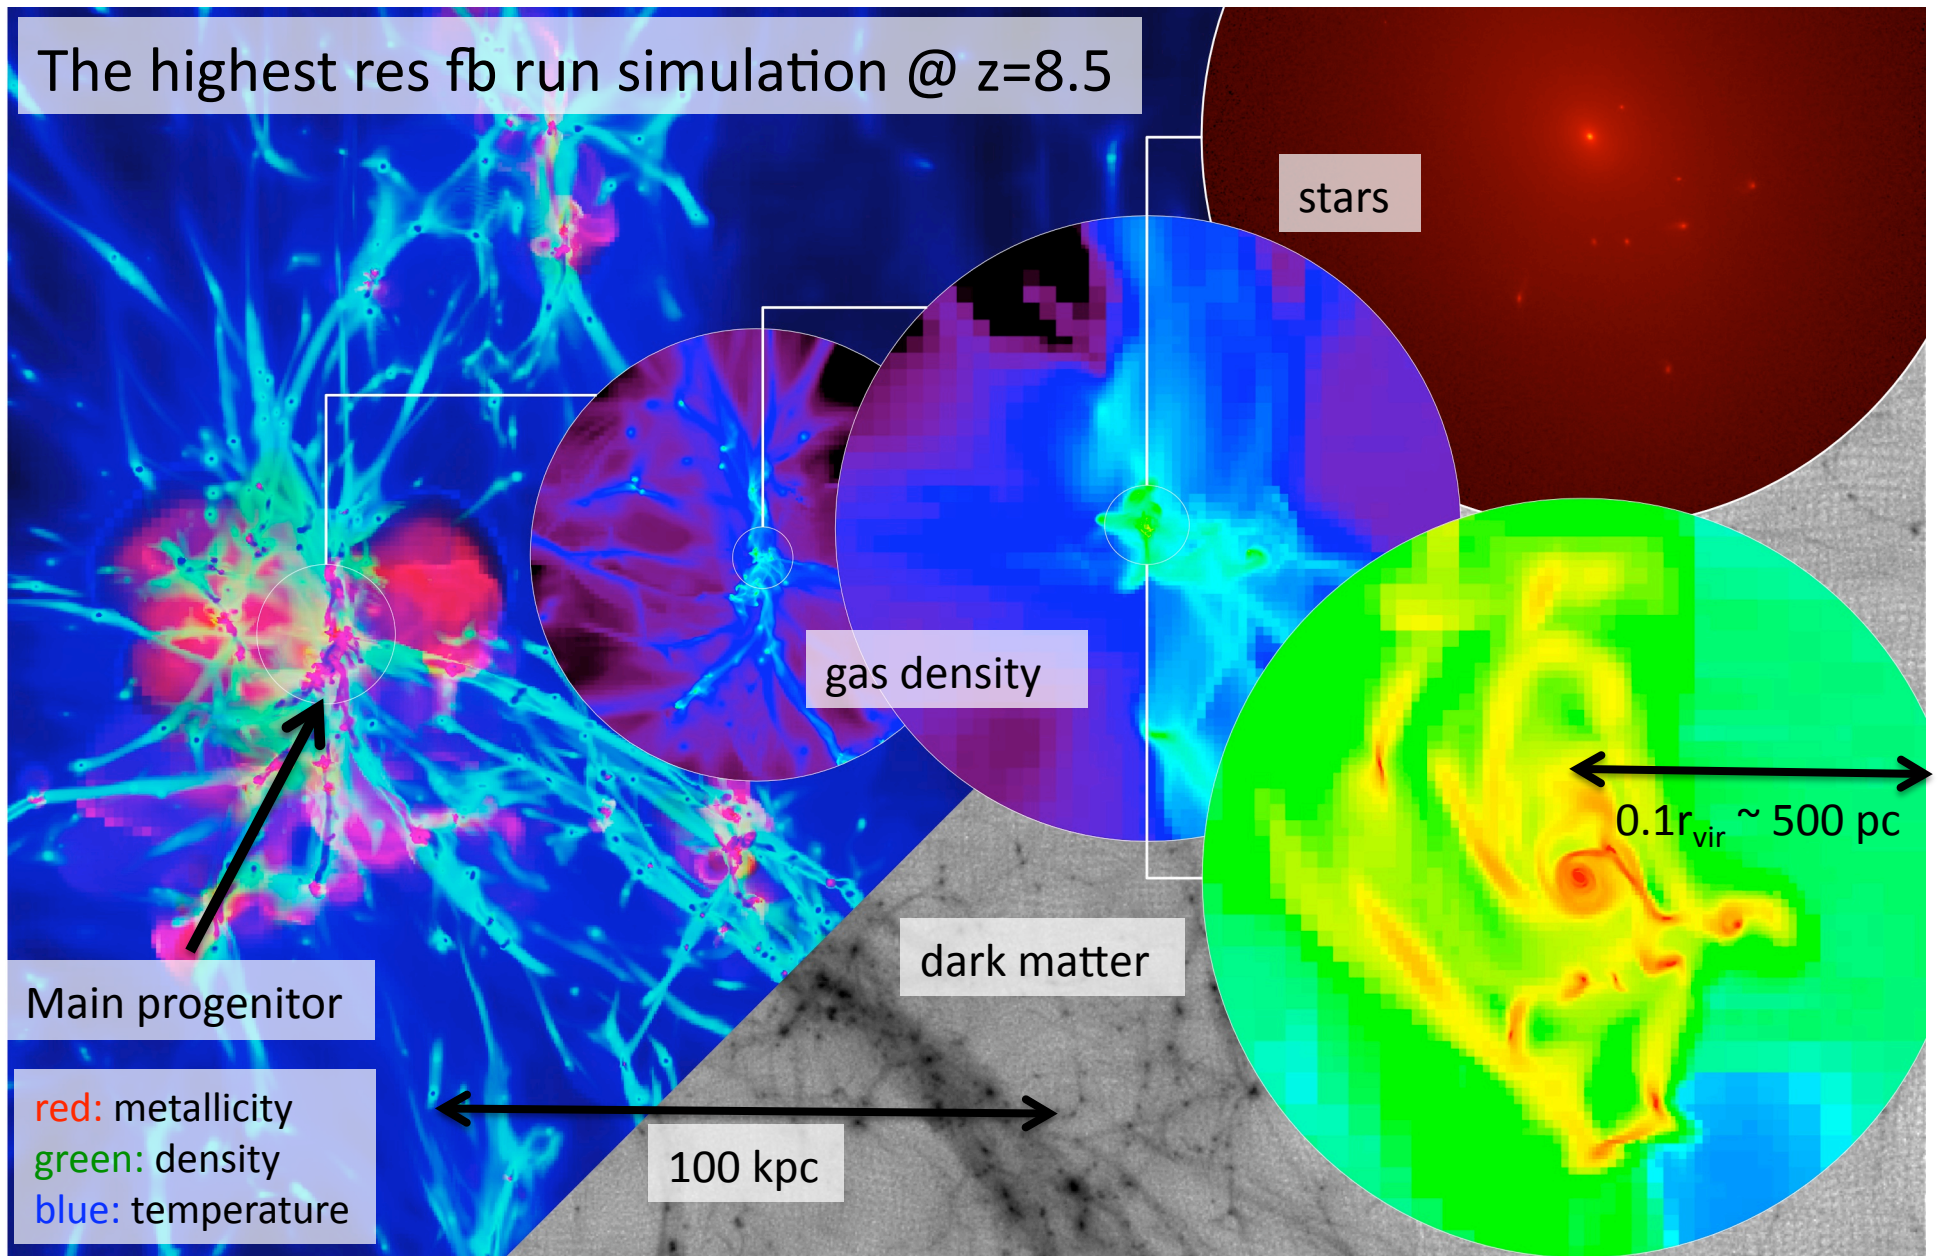 The highest res fb run simulation @ z=8.5
stars
gas density
0.1r_vir ~ 500 pc
dark matter
Main progenitor
red: metallicity
green: density
blue: temperature
100 kpc